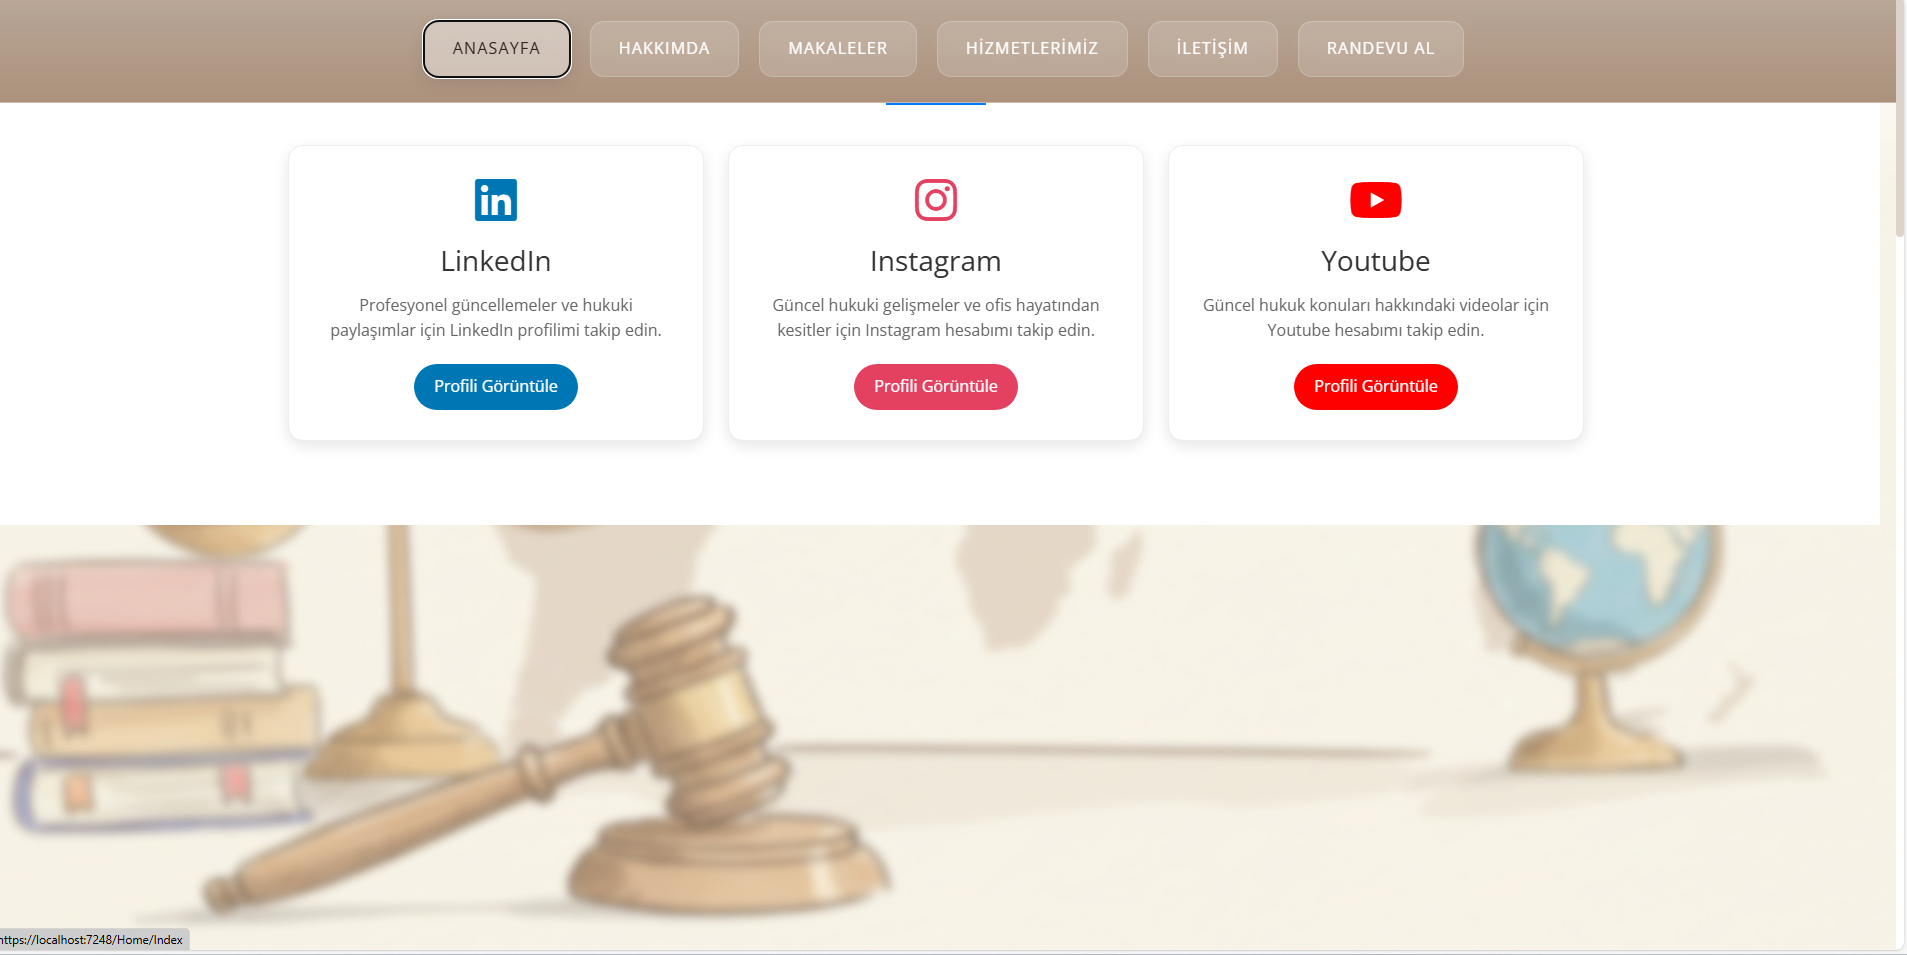 ANASAYFA
HAKKIMDA
MAKALELER
HİZMETLERİMİZ
İLETİŞİM
RANDEVU AL
LinkedIn
Profesyonel güncellemeler ve hukuki
paylaşımlar için LinkedIn profilimi takip edin.
Profili Görüntüle
Instagram
Güncel hukuki gelişmeler ve ofis hayatından
kesitler için Instagram hesabımı takip edin.
Profili Görüntüle
Youtube
Güncel hukuk konuları hakkındaki videolar için
Youtube hesabımı takip edin.
Profili Görüntüle
https://localhost:7248/Home/Index